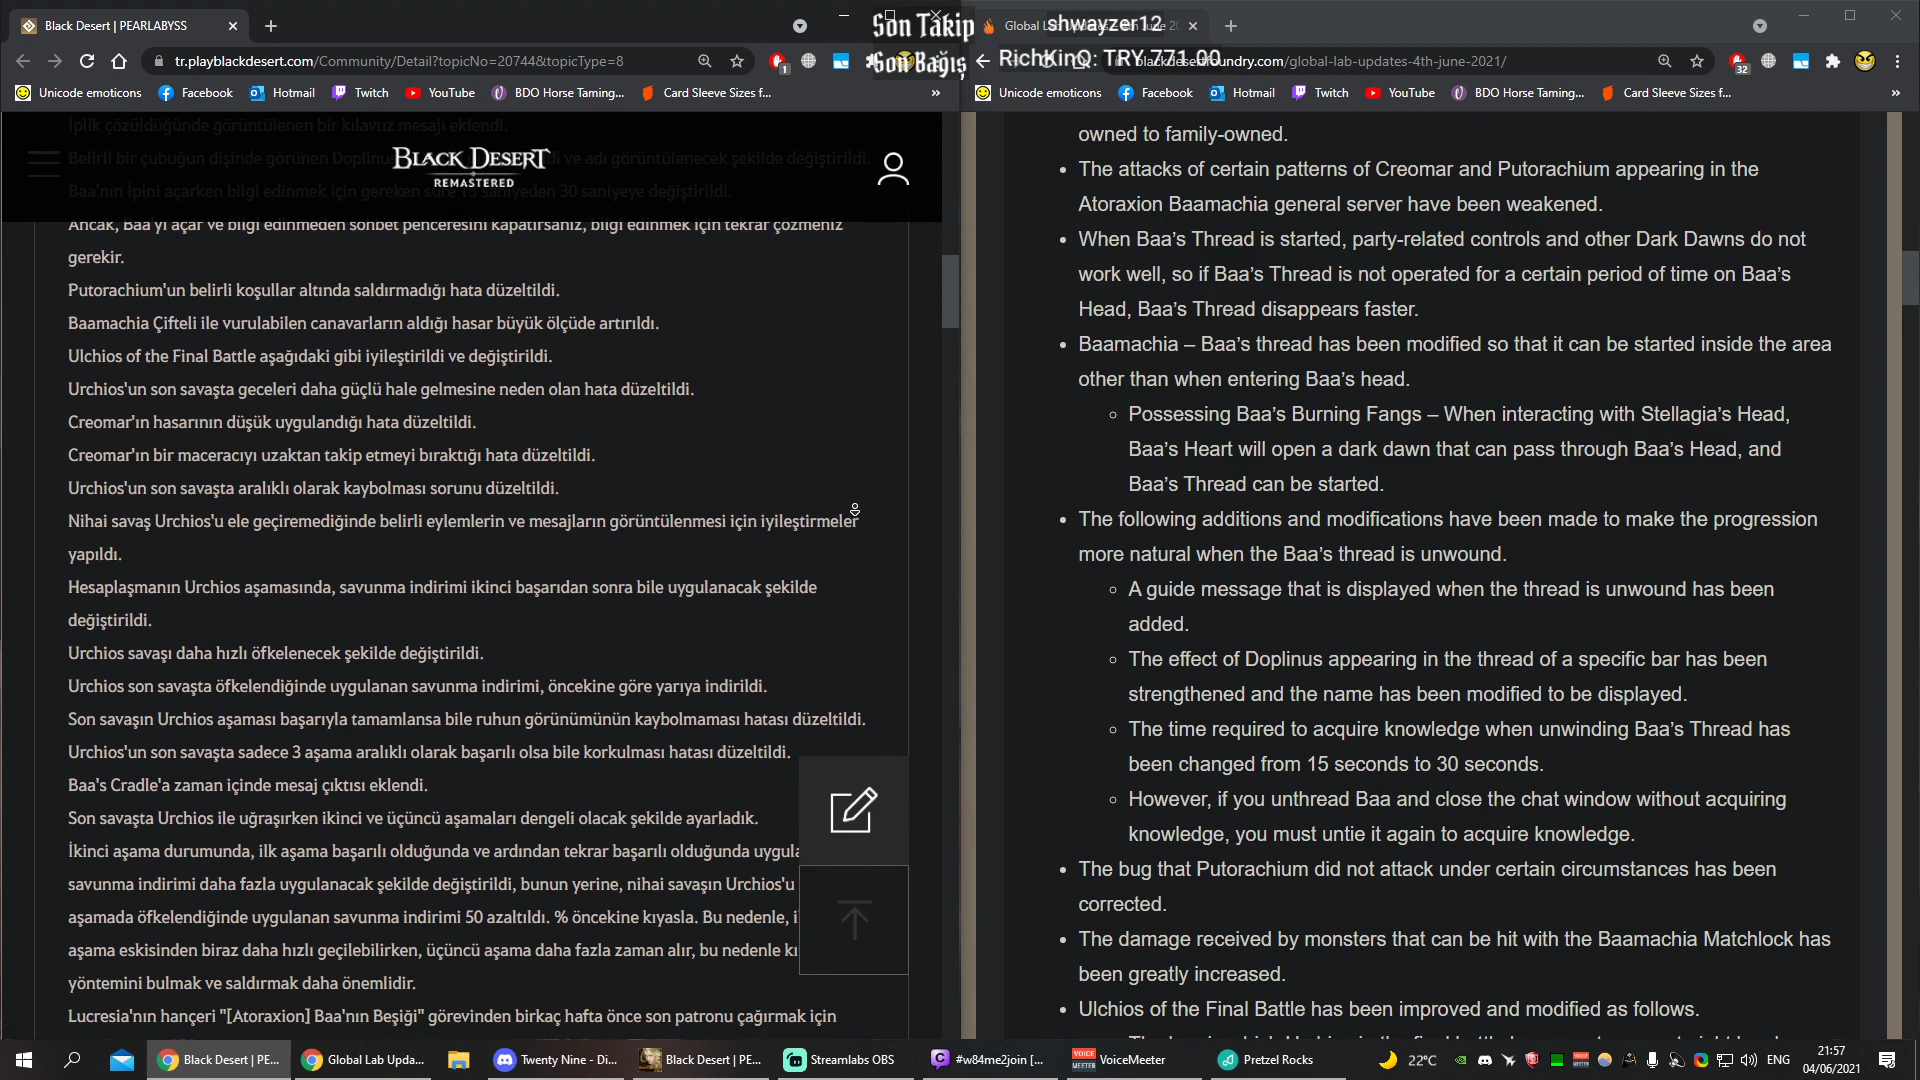 Black Desert | PEARLABYSS
Son Takip
Son Bağış
shwayzer12
RichKinQ: TRY 771.00
tr.playblackdesert.com/Community/Detail?topicNo=20744&topicType=8
Unicode emoticons
Facebook
Hotmail
Twitch
YouTube
BDO Horse Taming...
Card Sleeve Sizes f...
»
İplik çözüldüğünde görüntülenen bir kılavuz mesajı eklendi.
Belirli bir çubuğun dişinde görünen ve adı görüntülenecek şekilde değiştirildi.
Baa'nın İpini açarken bilgi edinmek için gereken süre 15 saniyeden 30 saniyeye değiştirildi.
BLACK DESERT
REMASTERED
Ancak, Baa'yı açar ve bilgi edinmeden sohbet penceresini kapatırsanız, bilgi edinmek için tekrar çözmeniz
gerekir.
Putorachium'un belirli koşullar altında saldırmadığı hata düzeltildi.
Baamachia Çifteli ile vurulabilen canavarların aldığı hasar büyük ölçüde artırıldı.
Ulchios of the Final Battle aşağıdaki gibi iyileştirildi ve değiştirildi.
Urchios'un son savaşta geceleri daha güçlü hale gelmesine neden olan hata düzeltildi.
Creomar'ın hasarının düşük uygulandığı hata düzeltildi.
Creomar'ın bir maceracıyı uzaktan takip etmeyi bıraktığı hata düzeltildi.
Urchios'un son savaşta aralıklı olarak kaybolması sorunu düzeltildi.
Nihai savaş Urchios'u ele geçiremediğinde belirli eylemlerin ve mesajların görüntülenmesi için iyileştirmeler
yapıldı.
Hesaplaşmanın Urchios aşamasında, savunma indirimi ikinci başarıdan sonra bile uygulanacak şekilde
değiştirildi.
Urchios savaşı daha hızlı öfkelenecek şekilde değiştirildi.
Urchios son savaşta öfkelendiğinde uygulanan savunma indirimi, öncekine göre yarıya indirildi.
Son savaşın Urchios aşaması başarıyla tamamlansa bile ruhun görünümünün kaybolmaması hatası düzeltildi.
Urchios'un son savaşta sadece 3 aşama aralıklı olarak başarılı olsa bile korkulması hatası düzeltildi.
Baa's Cradle'a zaman içinde mesaj çıktısı eklendi.
Son savaşta Urchios ile uğraşırken ikinci ve üçüncü aşamaları dengeli olacak şekilde ayarladık.
İkinci aşama durumunda, ilk aşama başarılı olduğunda ve ardından tekrar başarılı olduğunda uygula
savunma indirimi daha fazla uygulanacak şekilde değiştirildi, bunun yerine, nihai savaşın Urchios'u
aşamada öfkelendiğinde uygulanan savunma indirimi 50 azaltıldı. % öncekine kıyasla. Bu nedenle, i
aşama eskisinden biraz daha hızlı geçilebilirken, üçüncü aşama daha fazla zaman alır, bu nedenle kı
yöntemini bulmak ve saldırmak daha önemlidir.
Lucresia'nın hançeri "[Atoraxion] Baa'nın Beşiği" görevinden birkaç hafta önce son patronu çağırmak için
blackdesertfoundry.com/global-lab-updates-4th-june-2021/
32
Unicode emoticons
Facebook
Hotmail
Twitch
YouTube
BDO Horse Taming...
Card Sleeve Sizes f...
»
owned to family-owned.
• The attacks of certain patterns of Creomar and Putorachium appearing in the
Atoraxion Baamachia general server have been weakened.
• When Baa’s Thread is started, party-related controls and other Dark Dawns do not
work well, so if Baa’s Thread is not operated for a certain period of time on Baa’s
Head, Baa’s Thread disappears faster.
• Baamachia – Baa’s thread has been modified so that it can be started inside the area
other than when entering Baa’s head.
◦ Possessing Baa’s Burning Fangs – When interacting with Stellagia’s Head,
Baa’s Heart will open a dark dawn that can pass through Baa’s Head, and
Baa’s Thread can be started.
• The following additions and modifications have been made to make the progression
more natural when the Baa’s thread is unwound.
◦ A guide message that is displayed when the thread is unwound has been
added.
◦ The effect of Doplinus appearing in the thread of a specific bar has been
strengthened and the name has been modified to be displayed.
◦ The time required to acquire knowledge when unwinding Baa’s Thread has
been changed from 15 seconds to 30 seconds.
◦ However, if you unthread Baa and close the chat window without acquiring
knowledge, you must untie it again to acquire knowledge.
• The bug that Putorachium did not attack under certain circumstances has been
corrected.
• The damage received by monsters that can be hit with the Baamachia Matchlock has
been greatly increased.
• Ulchios of the Final Battle has been improved and modified as follows.
Black Desert | PE...
Global Lab Upda...
Twenty Nine - Di...
Black Desert | PE...
Streamlabs OBS
#w84me2join [...
VoiceMeeter
Pretzel Rocks
22°C
ENG
21:57
04/06/2021